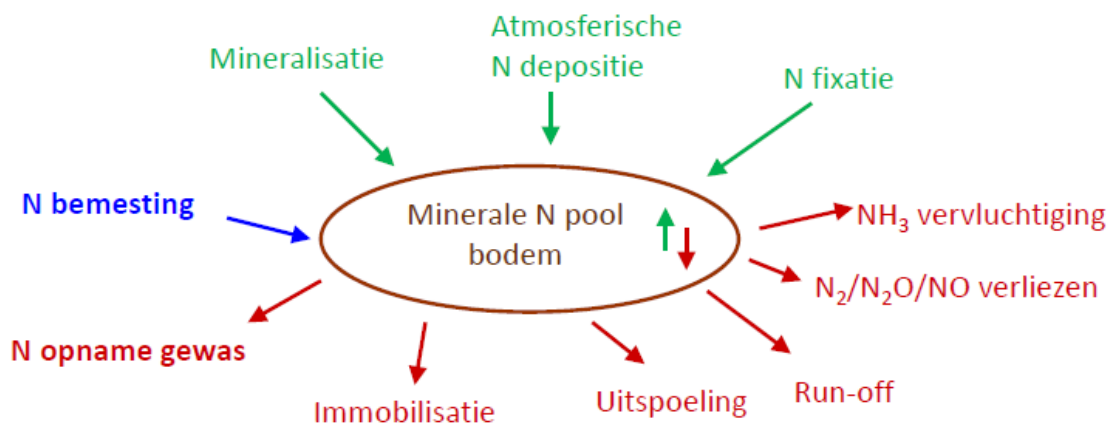 Atmosferische
N depositie
Mineralisatie
N fixatie
N bemesting
Minerale N pool
bodem
NH₃ vervluchtiging
N₂/N₂O/NO verliezen
N opname gewas
Immobilisatie
Uitspoeling
Run-off